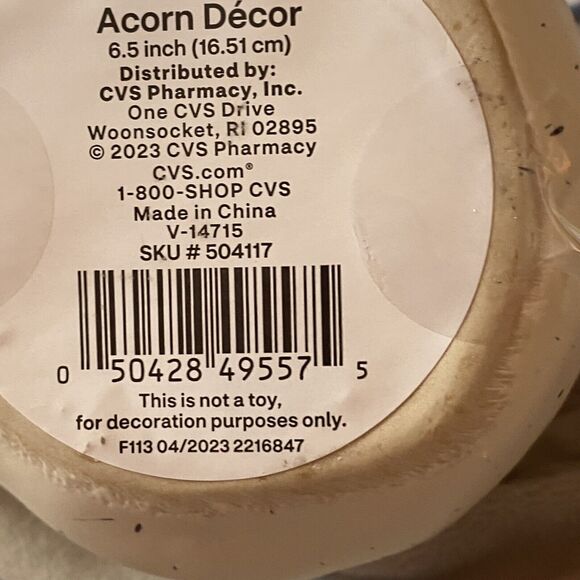 Acorn Décor
6.5 inch (16.51 cm)
Distributed by:
CVS Pharmacy, Inc.
One CVS Drive
Woonsocket, RI 02895
© 2023 CVS Pharmacy
CVS.com®
1-800-SHOP CVS
Made in China
V-14715
SKU # 504117
0 50428 49557 5
This is not a toy,
for decoration purposes only.
F113 04/2023 2216847